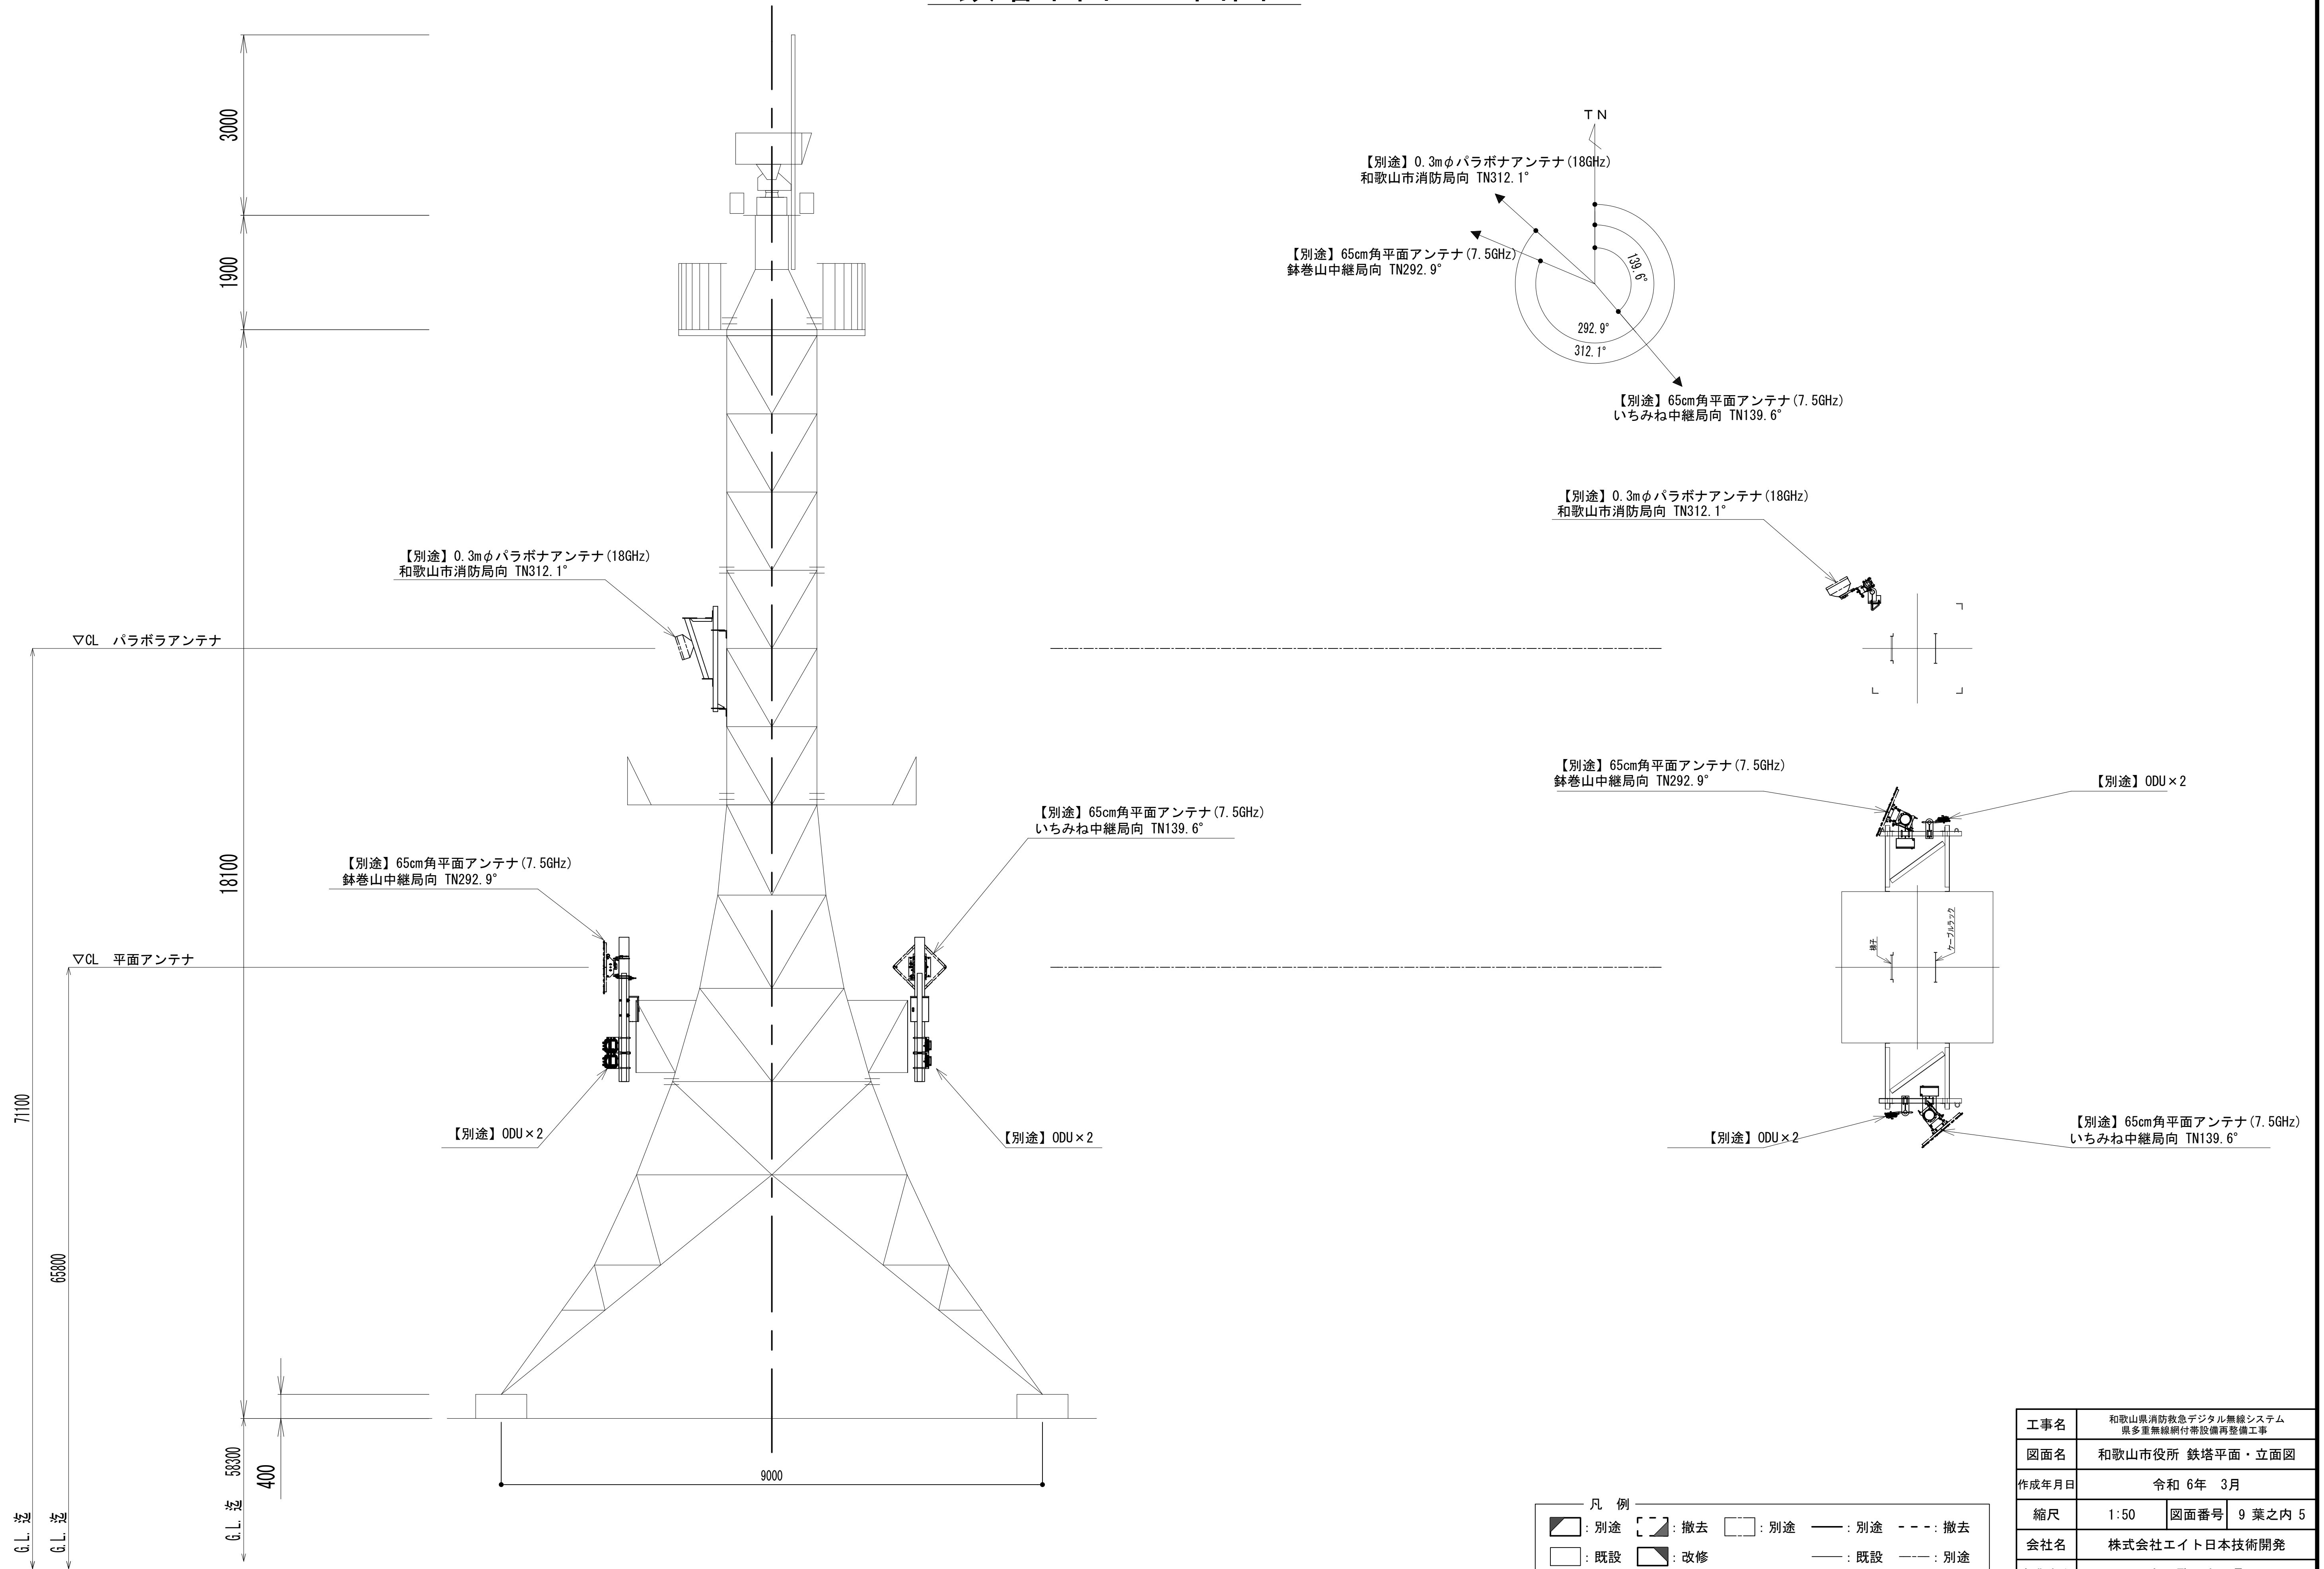 3000
1900
18100
71100
65800
58300
400
9000
G.L. 迄
G.L. 迄
G.L. 迄
▽CL パラボラアンテナ
▽CL 平面アンテナ
【別途】0.3mφパラボナアンテナ(18GHz)
和歌山市消防局向 TN312.1°
【別途】65cm角平面アンテナ(7.5GHz)
鉢巻山中継局向 TN292.9°
【別途】65cm角平面アンテナ(7.5GHz)
いちみね中継局向 TN139.6°
【別途】ODU×2
【別途】ODU×2
TN
【別途】0.3mφパラボナアンテナ(18GHz)
和歌山市消防局向 TN312.1°
【別途】65cm角平面アンテナ(7.5GHz)
鉢巻山中継局向 TN292.9°
139.6°
292.9°
312.1°
【別途】65cm角平面アンテナ(7.5GHz)
いちみね中継局向 TN139.6°
【別途】0.3mφパラボナアンテナ(18GHz)
和歌山市消防局向 TN312.1°
【別途】65cm角平面アンテナ(7.5GHz)
鉢巻山中継局向 TN292.9°
【別途】ODU×2
梯子
ケーブルラック
【別途】ODU×2
【別途】65cm角平面アンテナ(7.5GHz)
いちみね中継局向 TN139.6°
凡 例
:別途 :撤去 :別途 :別途 :撤去
:既設 :改修 :既設 :別途
工事名 和歌山県消防救急デジタル無線システム
県多重無線網付帯設備再整備工事
図面名 和歌山市役所 鉄塔平面・立面図
作成年月日 令和 6年 3月
縮尺 1:50 図面番号 9 葉之内 5
会社名 株式会社エイト日本技術開発